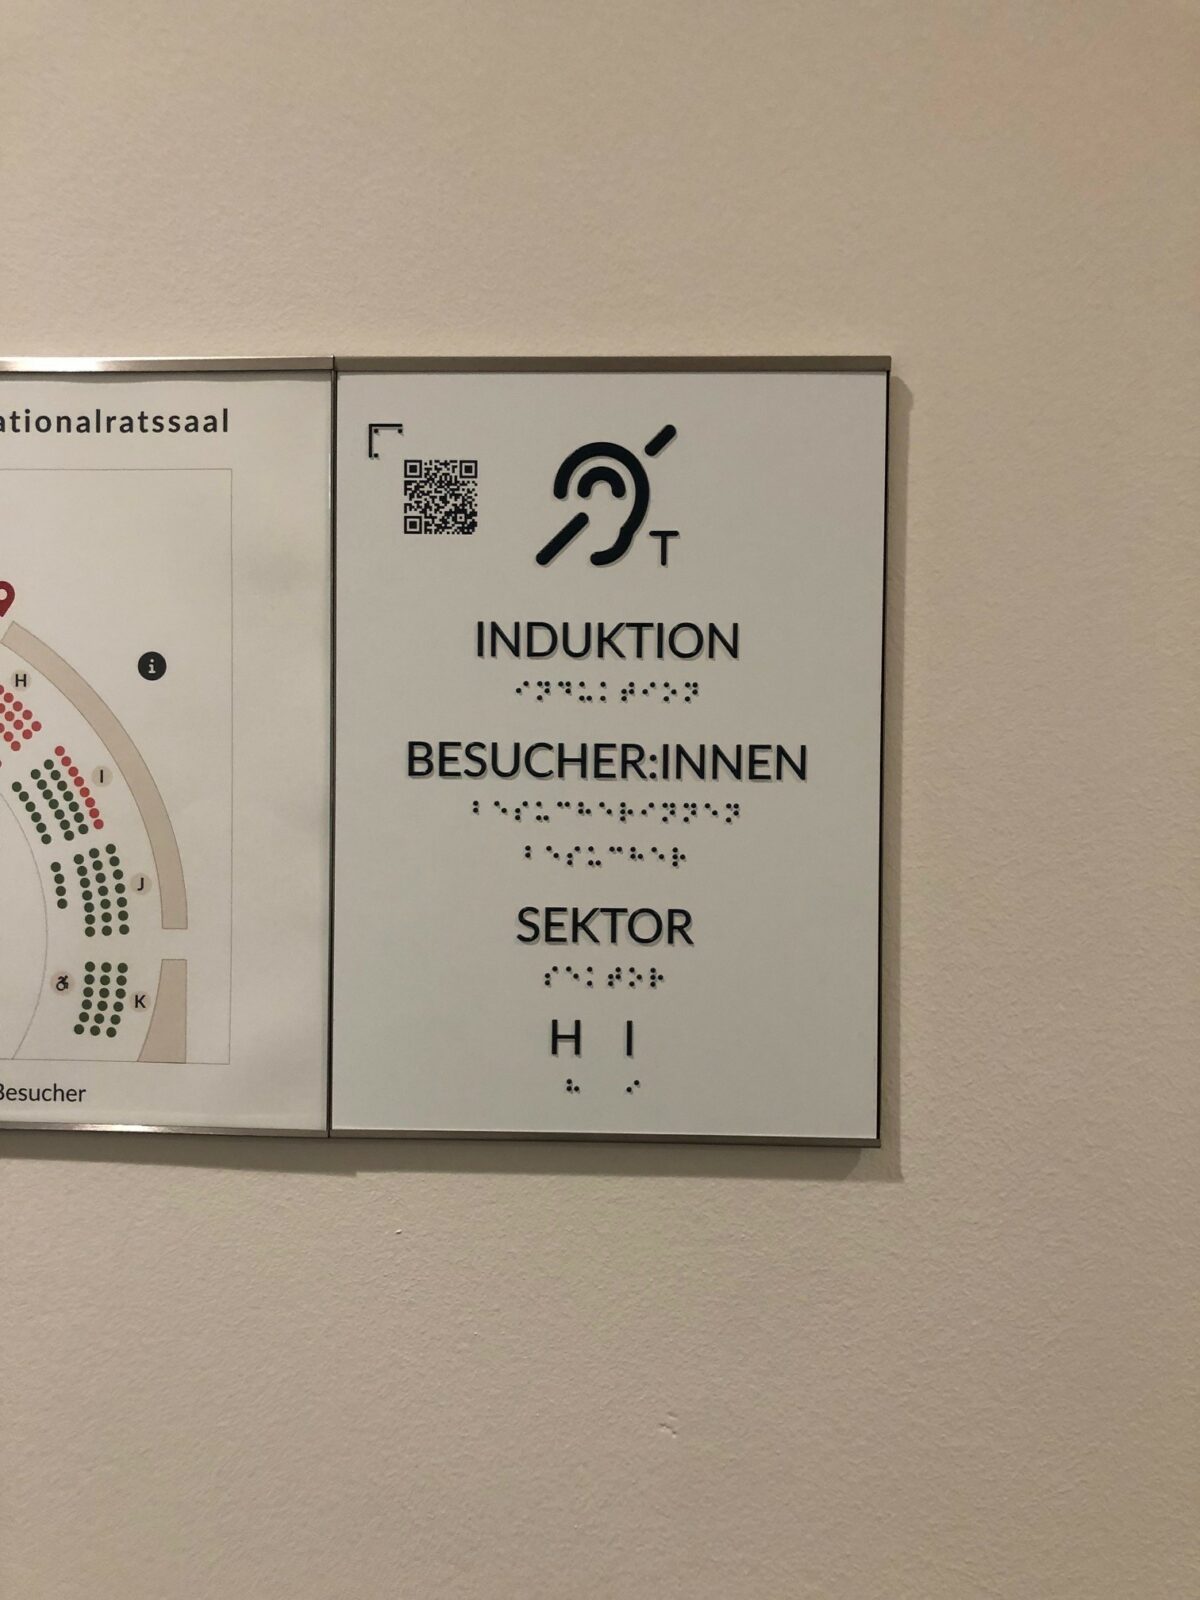 ationalratssaal
H
I
J
K
Besucher
T
INDUKTION
⠊⠝⠙⠥⠅⠞⠊⠕⠝
BESUCHER:INNEN
⠃⠑⠎⠥⠉⠓⠑⠗⠊⠝⠝⠑⠝
⠃⠑⠎⠥⠉⠓⠑⠗
SEKTOR
⠎⠑⠅⠞⠕⠗
H I
⠓ ⠊